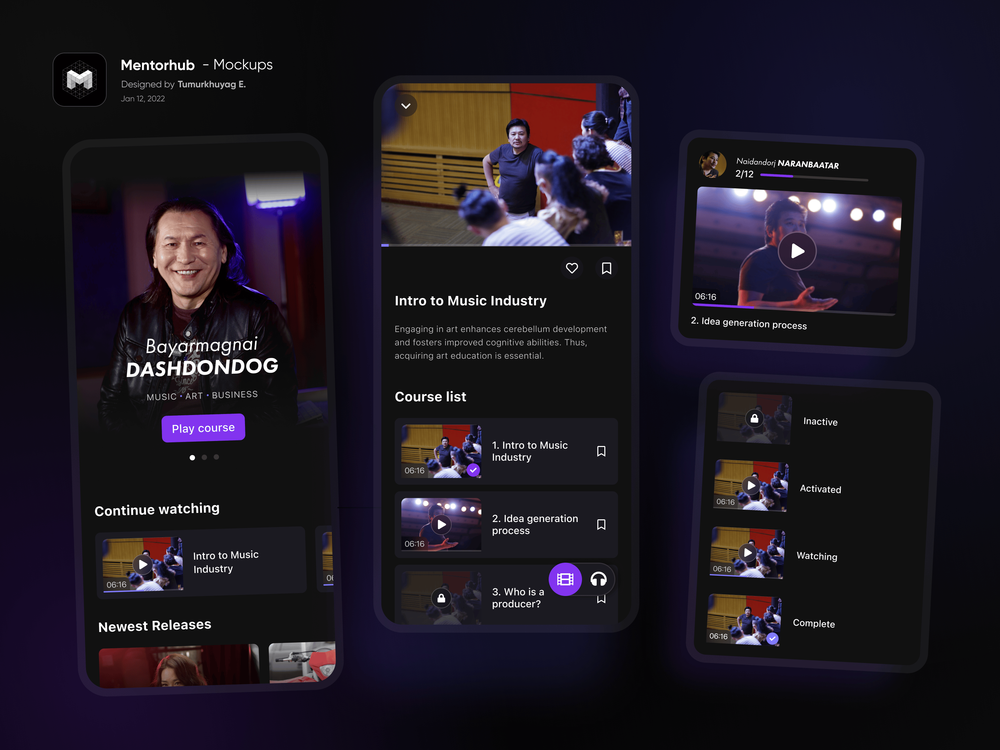 Mentorhub - Mockups
Designed by Tumurkhuyag E.
Jan 12, 2022
Bayarmagnai
DASHDONDOG
MUSIC · ART · BUSINESS
Play course
Continue watching
06:16
Intro to Music
Industry
Newest Releases
Intro to Music Industry
Engaging in art enhances cerebellum development
and fosters improved cognitive abilities. Thus,
acquiring art education is essential.
Course list
06:16
1. Intro to Music
Industry
06:16
2. Idea generation
process
3. Who is a
producer?
Naidandorj NARANBAATAR
2/12
06:16
2. Idea generation process
Inactive
06:16
Activated
06:16
Watching
06:16
Complete